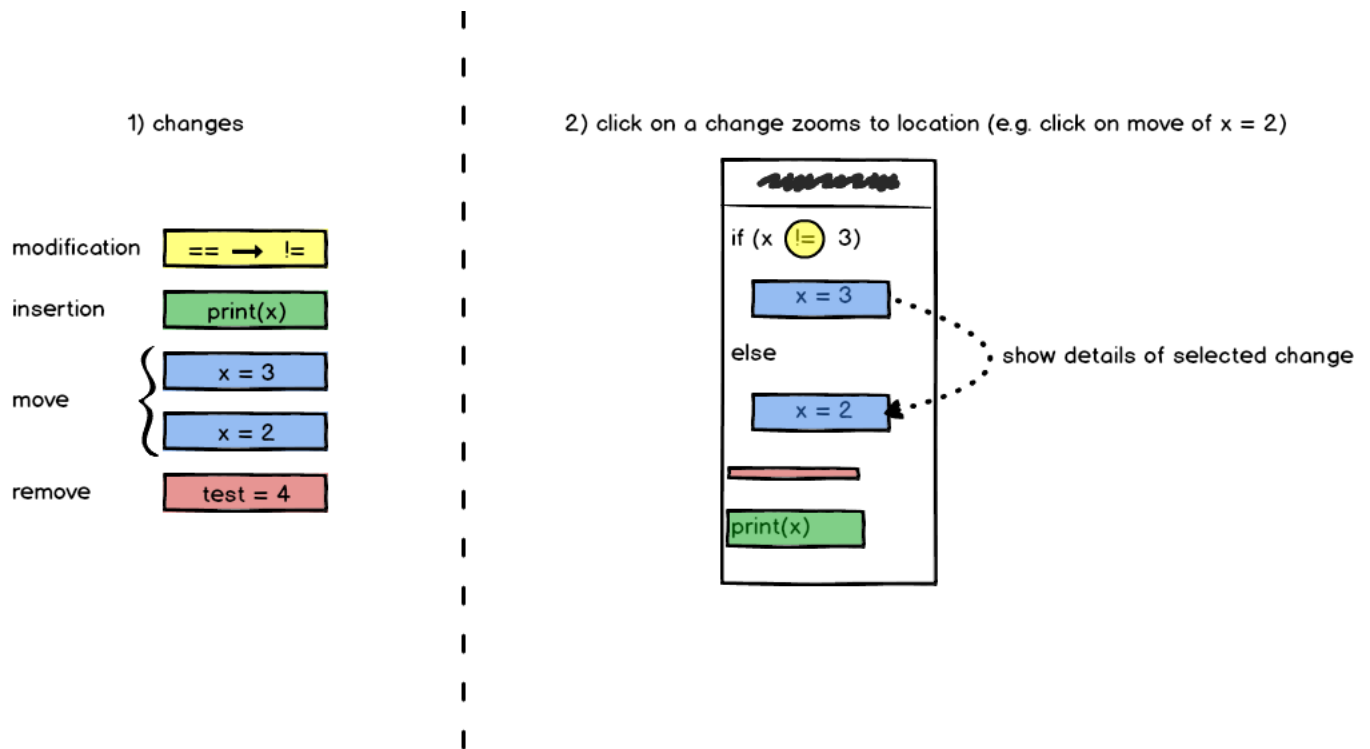 1) changes
modification
== → !=
insertion
print(x)
move
x = 3
x = 2
remove
test = 4
2) click on a change zooms to location (e.g. click on move of x = 2)
if (x != 3)
x = 3
else
x = 2
print(x)
show details of selected change